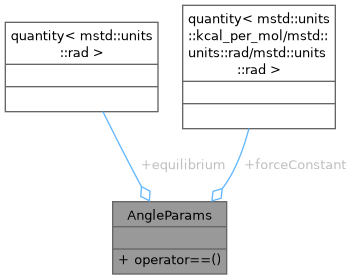 quantity< mstd::units
::rad >
quantity< mstd::units
::kcal_per_mol/mstd::
units::rad/mstd::units
::rad >
+equilibrium
+forceConstant
AngleParams
+ operator==()